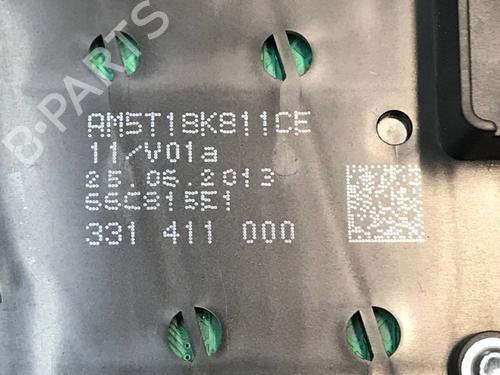 B-PARTS
AM5T18K811CE
11/V01a
25.06.2013
66C815E1
331 411 000